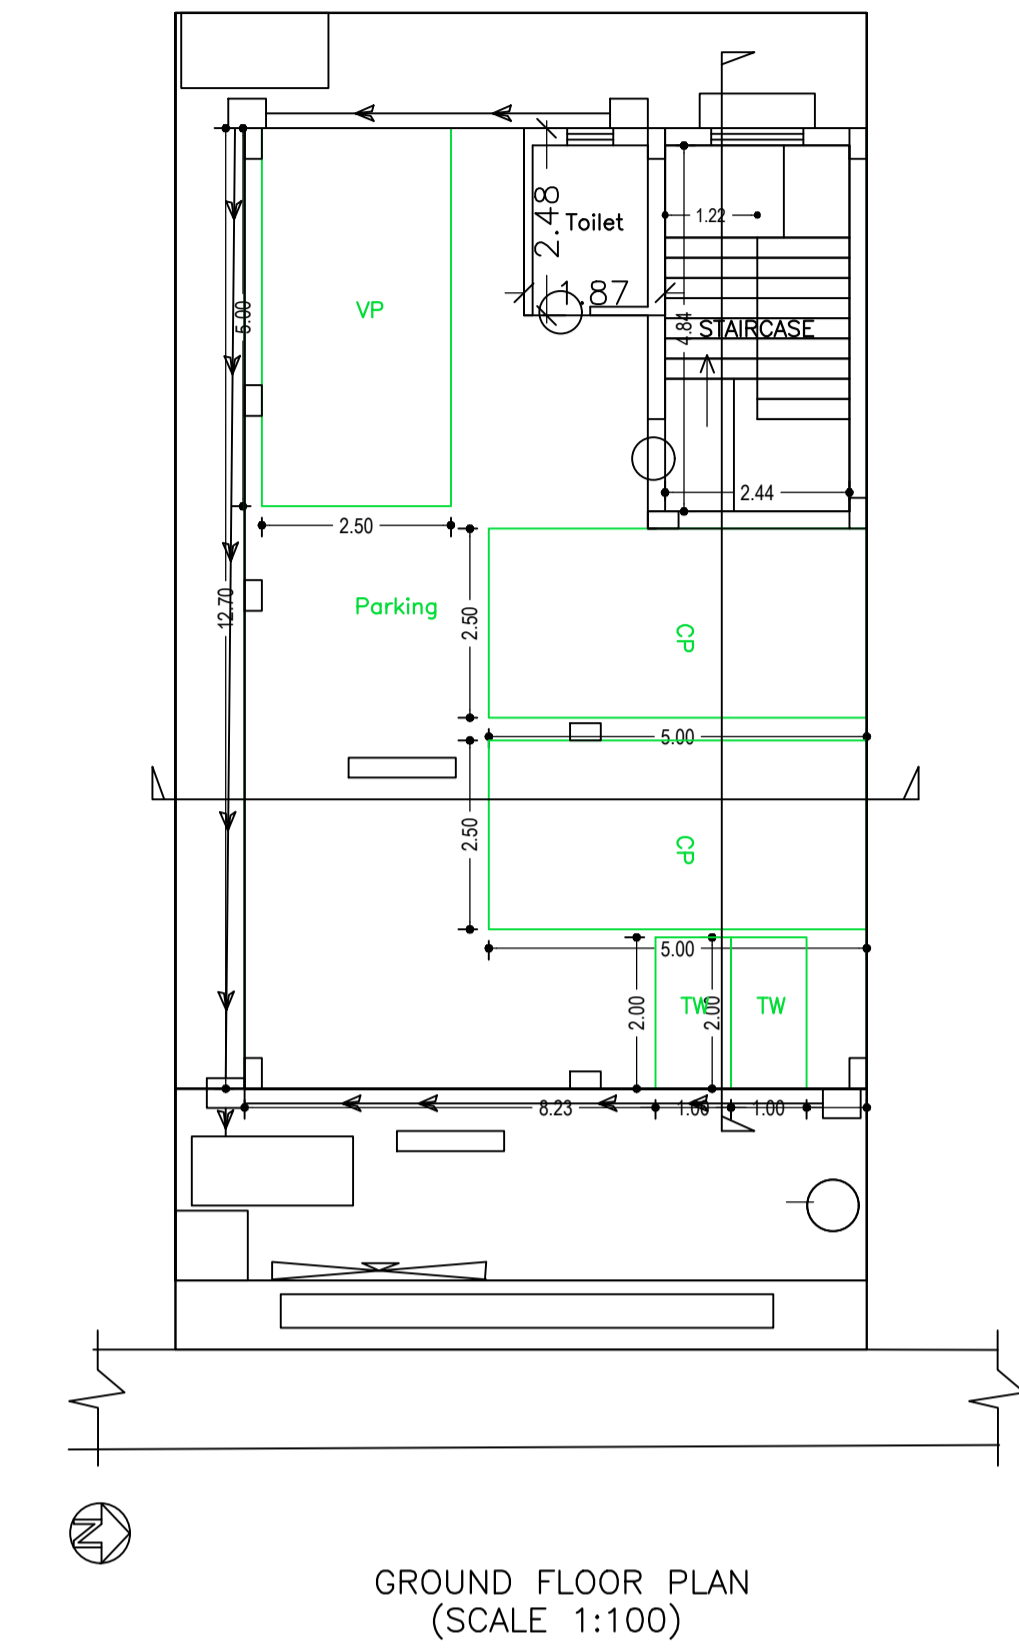 1.22
2.48
Toilet
1.87
VP
5.00
4.84
STAIRCASE
2.44
2.50
Parking
12.70
2.50
CP
5.00
2.50
CP
5.00
2.00
TW
2.00
TW
8.23
1.00
1.00
N
GROUND FLOOR PLAN
(SCALE 1:100)